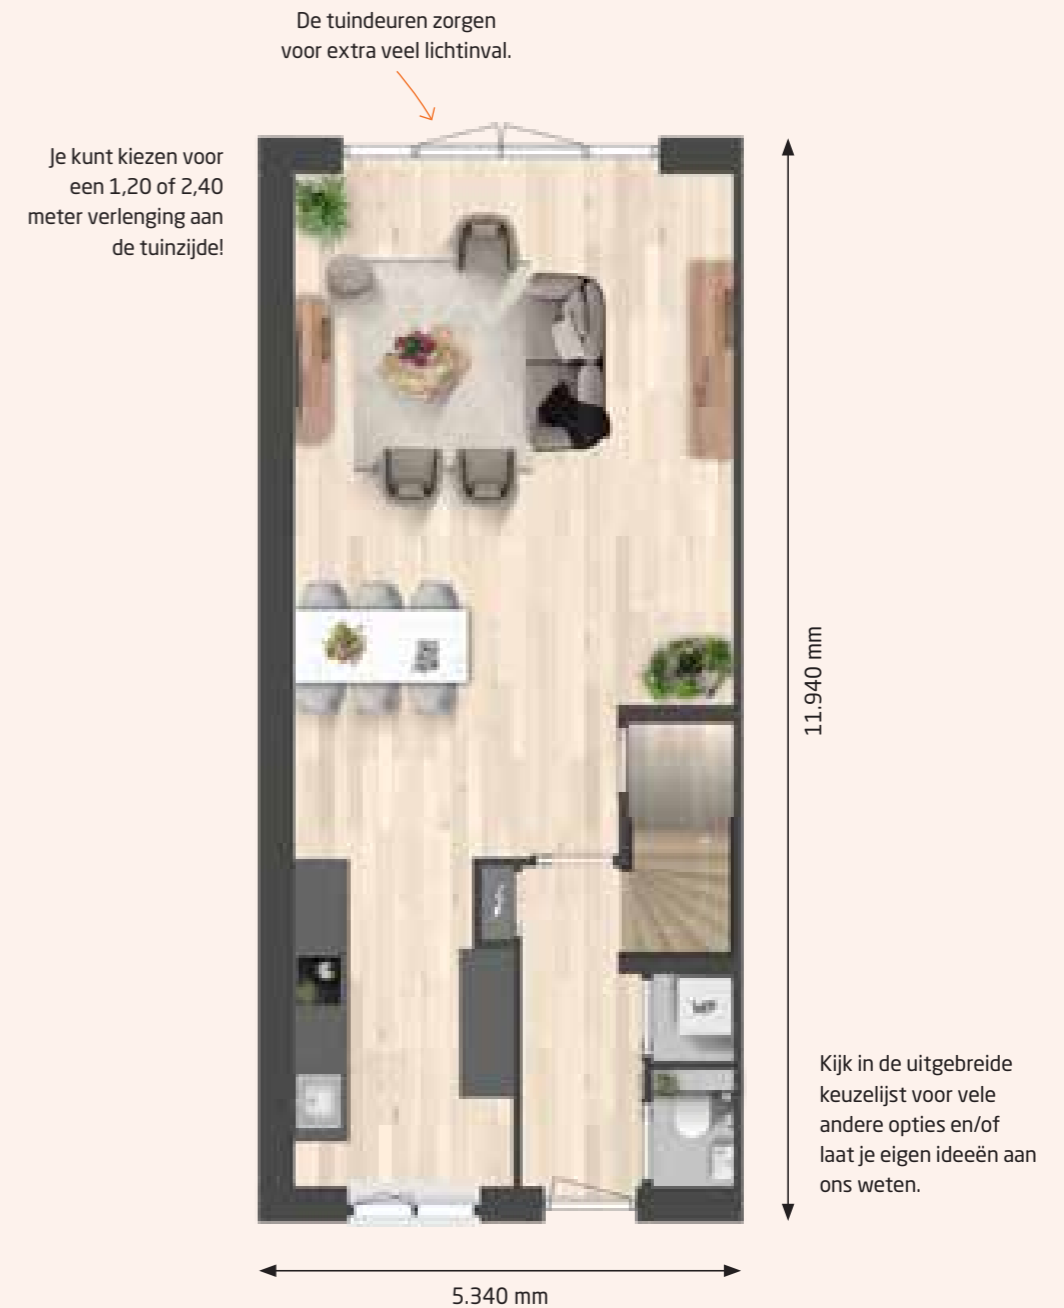 De tuindeuren zorgen
voor extra veel lichtinval.
Je kunt kiezen voor
een 1,20 of 2,40
meter verlenging aan
de tuinzijde!
11.940 mm
Kijk in de uitgebreide
keuzelijst voor vele
andere opties en/of
laat je eigen ideeën aan
ons weten.
5.340 mm